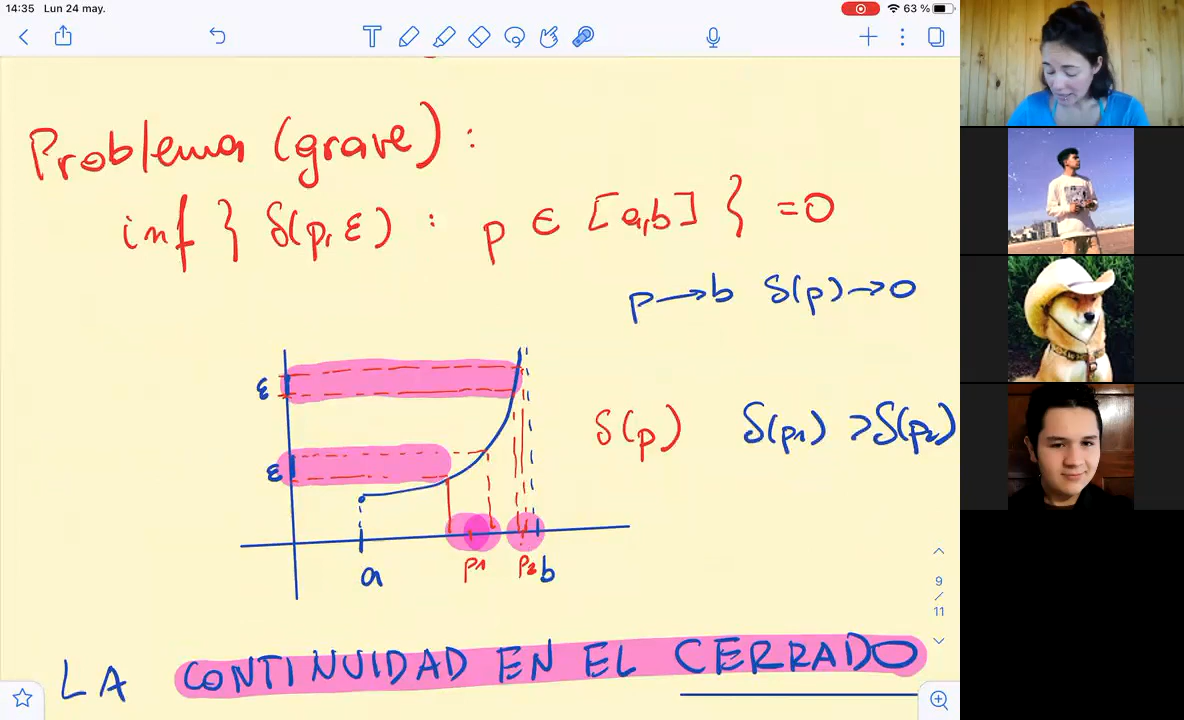 14:35 Lun 24 may. 63 %
T
Problema (grave) :
inf } δ(p, ε) : p ∈ [a,b] } =0
p → b δ(p) → 0
ε
ε
δ(p) δ(p1) > δ(p2)
a p1 p2 b
9
/
11
LA CONTINUIDAD EN EL CERRADO